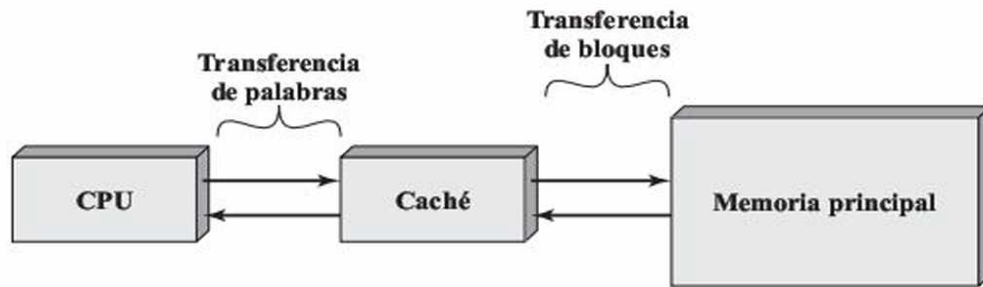 Transferencia
de palabras
Transferencia
de bloques
CPU
Caché
Memoria principal